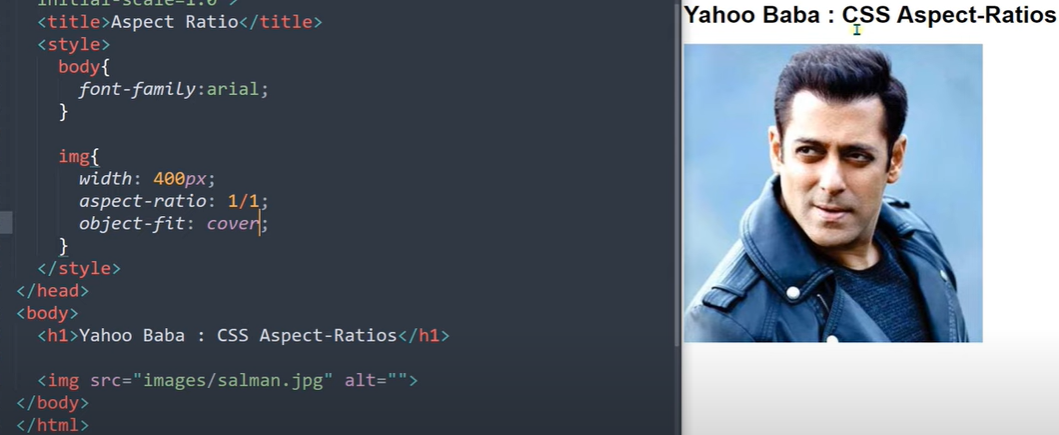 initial-scale=1.0">
<title>Aspect Ratio</title>
<style>
body{
font-family:arial;
}
img{
width: 400px;
aspect-ratio: 1/1;
object-fit: cover;
}
</style>
</head>
<body>
<h1>Yahoo Baba : CSS Aspect-Ratios</h1>
<img src="images/salman.jpg" alt="">
</body>
</html>
Yahoo Baba : CSS Aspect-Ratios